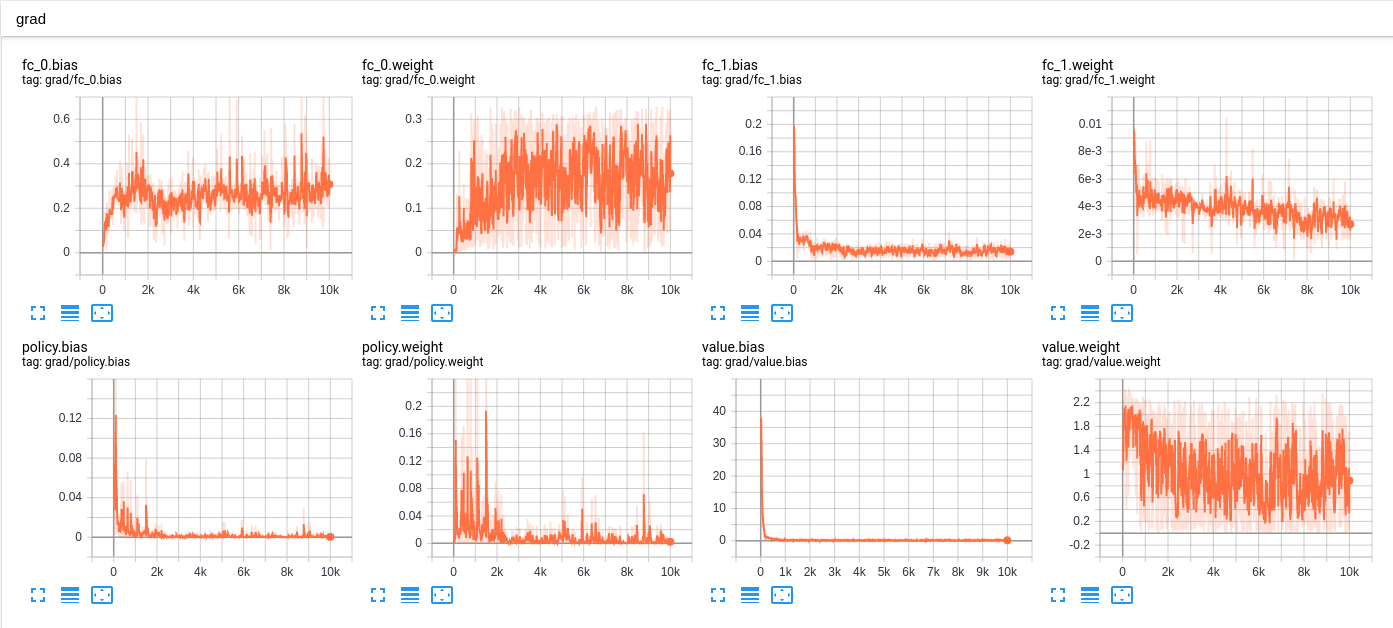 grad
fc_0.bias
tag: grad/fc_0.bias
0.6
0.4
0.2
0
0 2k 4k 6k 8k 10k
fc_0.weight
tag: grad/fc_0.weight
0.3
0.2
0.1
0
0 2k 4k 6k 8k 10k
fc_1.bias
tag: grad/fc_1.bias
0.2
0.16
0.12
0.08
0.04
0
0 2k 4k 6k 8k 10k
fc_1.weight
tag: grad/fc_1.weight
0.01
8e-3
6e-3
4e-3
2e-3
0
0 2k 4k 6k 8k 10k
policy.bias
tag: grad/policy.bias
0.12
0.08
0.04
0
0 2k 4k 6k 8k 10k
policy.weight
tag: grad/policy.weight
0.2
0.16
0.12
0.08
0.04
0
0 2k 4k 6k 8k 10k
value.bias
tag: grad/value.bias
40
30
20
10
0
0 1k 2k 3k 4k 5k 6k 7k 8k 9k 10k
value.weight
tag: grad/value.weight
2.2
1.8
1.4
1
0.6
0.2
-0.2
0 2k 4k 6k 8k 10k